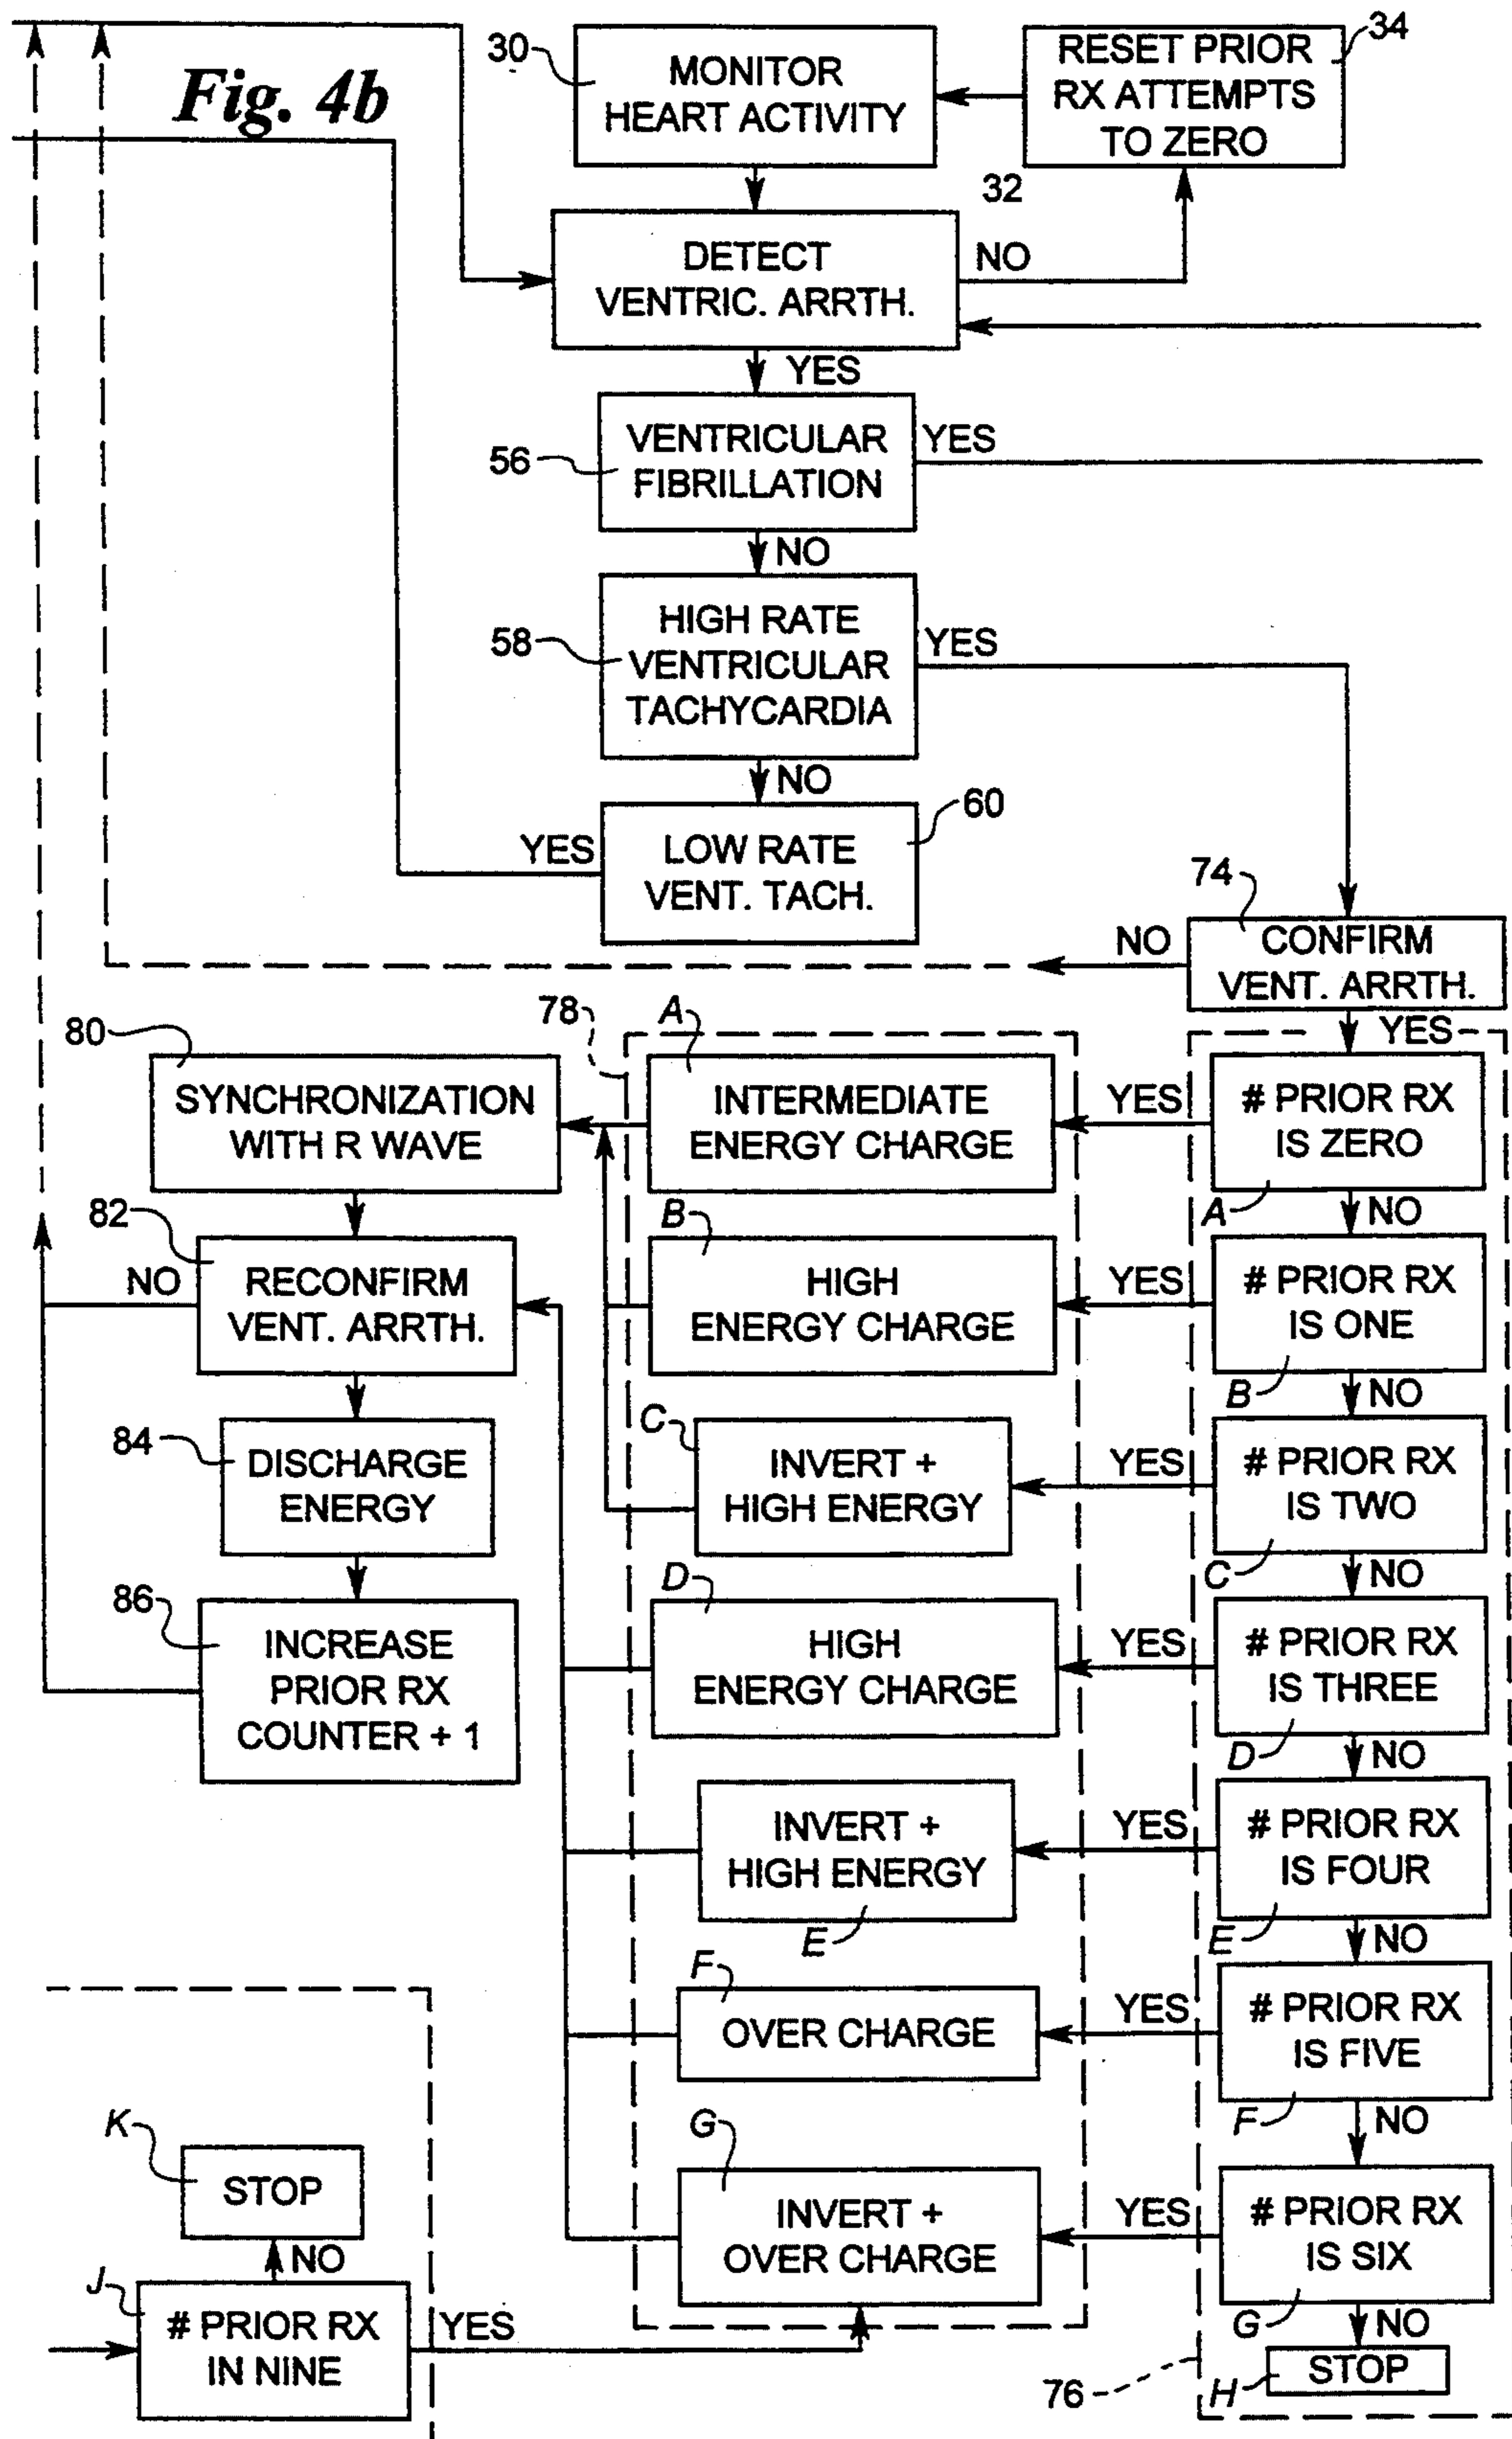 Fig. 4b
30
MONITOR
HEART ACTIVITY
RESET PRIOR
RX ATTEMPTS
TO ZERO
34
32
DETECT
VENTRIC. ARRTH.
NO
YES
56
VENTRICULAR
FIBRILLATION
YES
NO
58
HIGH RATE
VENTRICULAR
TACHYCARDIA
YES
NO
60
YES
LOW RATE
VENT. TACH.
74
NO
CONFIRM
VENT. ARRTH.
YES
80
SYNCHRONIZATION
WITH R WAVE
78
A
INTERMEDIATE
ENERGY CHARGE
YES
# PRIOR RX
IS ZERO
A
NO
82
NO
RECONFIRM
VENT. ARRTH.
B
HIGH
ENERGY CHARGE
YES
# PRIOR RX
IS ONE
B
NO
84
DISCHARGE
ENERGY
C
INVERT +
HIGH ENERGY
YES
# PRIOR RX
IS TWO
C
NO
86
INCREASE
PRIOR RX
COUNTER + 1
D
HIGH
ENERGY CHARGE
YES
# PRIOR RX
IS THREE
D
NO
INVERT +
HIGH ENERGY
E
YES
# PRIOR RX
IS FOUR
E
NO
F
OVER CHARGE
YES
# PRIOR RX
IS FIVE
F
NO
K
STOP
NO
J
# PRIOR RX
IN NINE
YES
G
INVERT +
OVER CHARGE
YES
# PRIOR RX
IS SIX
G
NO
76
H
STOP